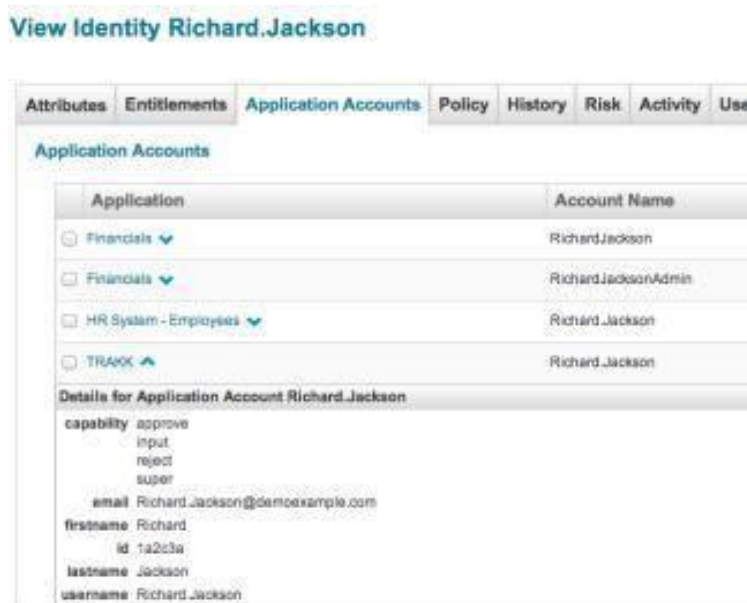 View Identity Richard.Jackson
Attributes Entitlements Application Accounts Policy History Risk Activity Use
Application Accounts
Application Account Name
Financials RichardJackson
Financials RichardJacksonAdmin
HR System - Employees Richard.Jackson
TRAKK Richard.Jackson
Details for Application Account Richard.Jackson
capability approve
input
reject
super
email Richard.Jackson@demoexample.com
firstname Richard
id 1a2c3a
lastname Jackson
username Richard.Jackson